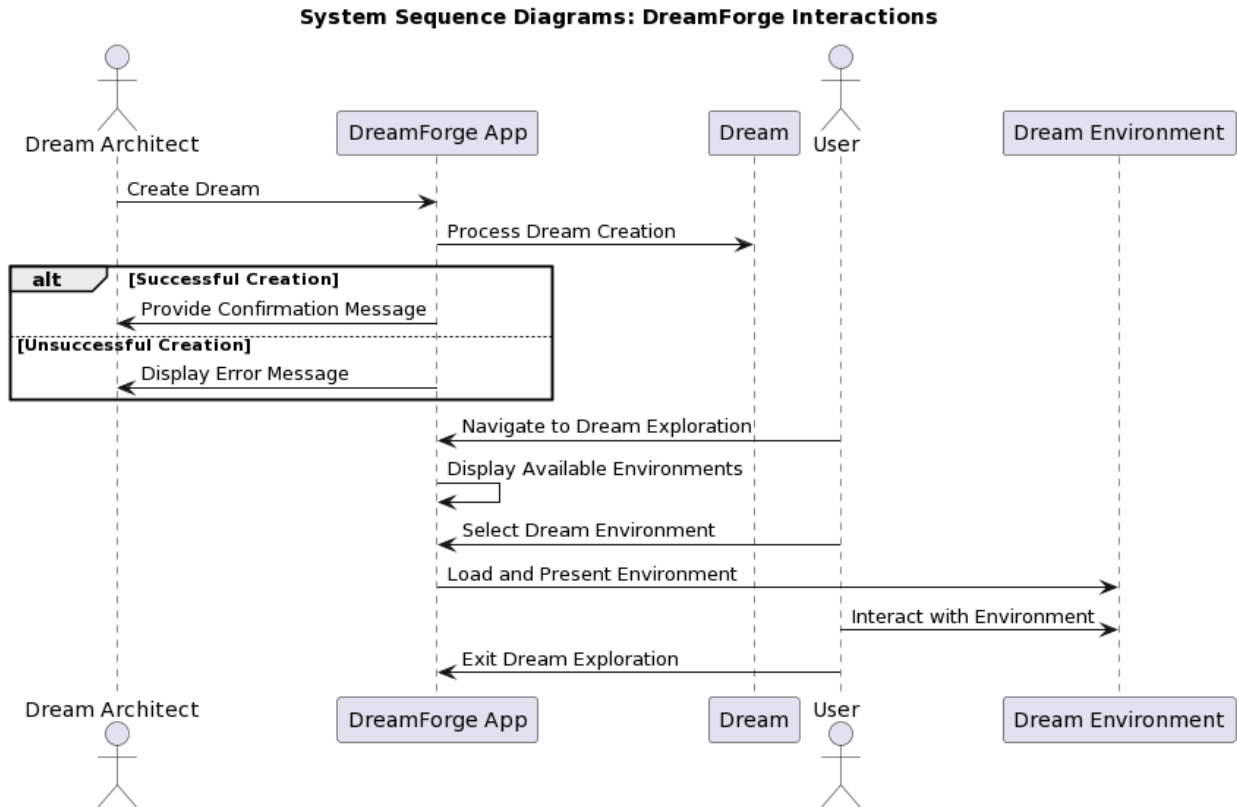 System Sequence Diagrams: DreamForge Interactions
Dream Architect
DreamForge App
Dream
User
Dream Environment
Create Dream
Process Dream Creation
alt
[Successful Creation]
Provide Confirmation Message
[Unsuccessful Creation]
Display Error Message
Navigate to Dream Exploration
Display Available Environments
Select Dream Environment
Load and Present Environment
Interact with Environment
Exit Dream Exploration
Dream Architect
DreamForge App
Dream
User
Dream Environment